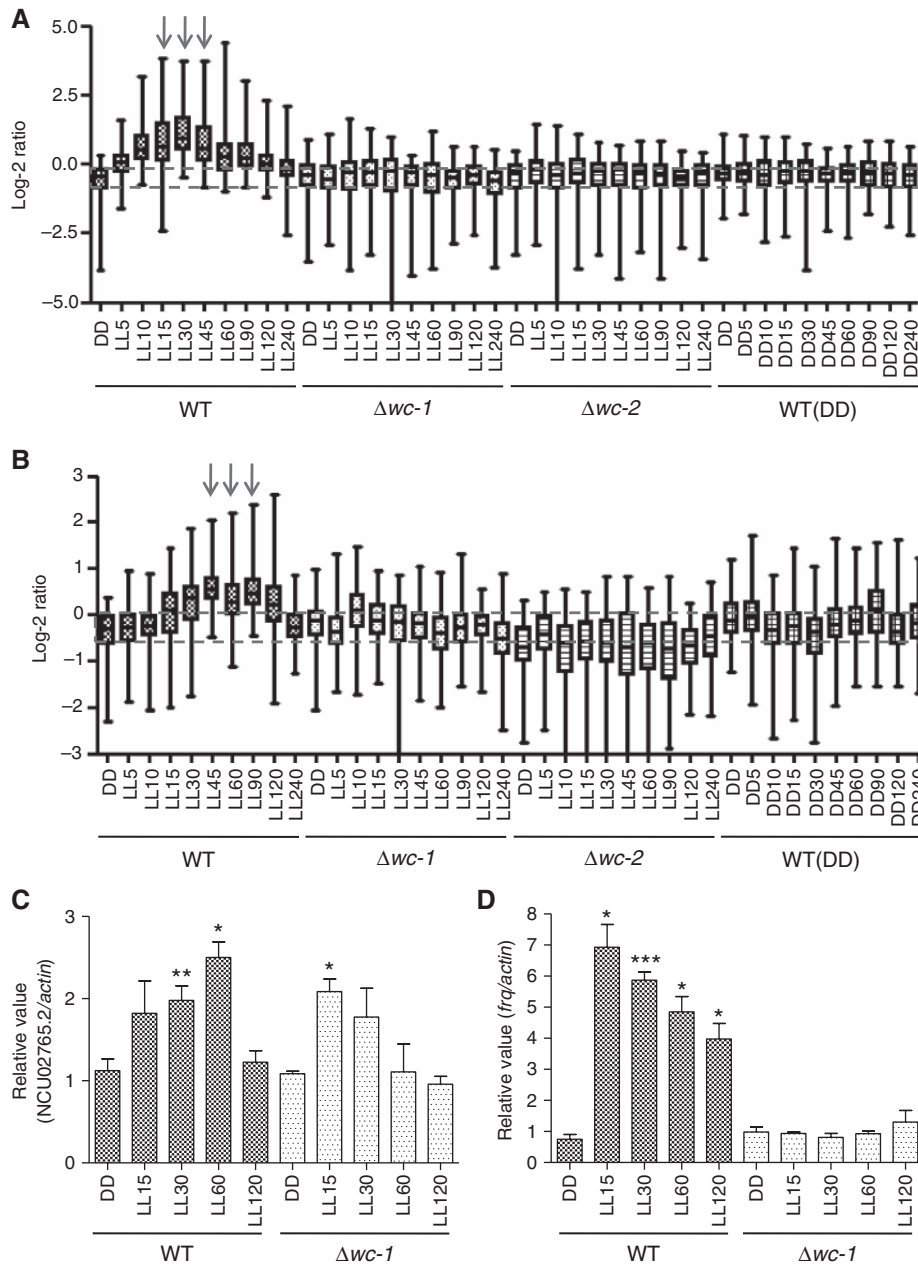 A
Log-2 ratio
5.0
2.5
0.0
−2.5
−5.0
DD LL5 LL10 LL15 LL30 LL45 LL60 LL90 LL120 LL240
DD LL5 LL10 LL15 LL30 LL45 LL60 LL90 LL120 LL240
DD LL5 LL10 LL15 LL30 LL45 LL60 LL90 LL120 LL240
DD DD5 DD10 DD15 DD30 DD45 DD60 DD90 DD120 DD240
WT Δwc-1 Δwc-2 WT(DD)
B
Log-2 ratio
3
2
1
0
−1
−2
−3
DD LL5 LL10 LL15 LL30 LL45 LL60 LL90 LL120 LL240
DD LL5 LL10 LL15 LL30 LL45 LL60 LL90 LL120 LL240
DD LL5 LL10 LL15 LL30 LL45 LL60 LL90 LL120 LL240
DD DD5 DD10 DD15 DD30 DD45 DD60 DD90 DD120 DD240
WT Δwc-1 Δwc-2 WT(DD)
C
Relative value
(NCU02765.2/actin)
3
2
1
0
** * *
DD LL15 LL30 LL60 LL120 DD LL15 LL30 LL60 LL120
WT Δwc-1
D
Relative value (frq/actin)
8
7
6
5
4
3
2
1
0
* *** * *
DD LL15 LL30 LL60 LL120 DD LL15 LL30 LL60 LL120
WT Δwc-1